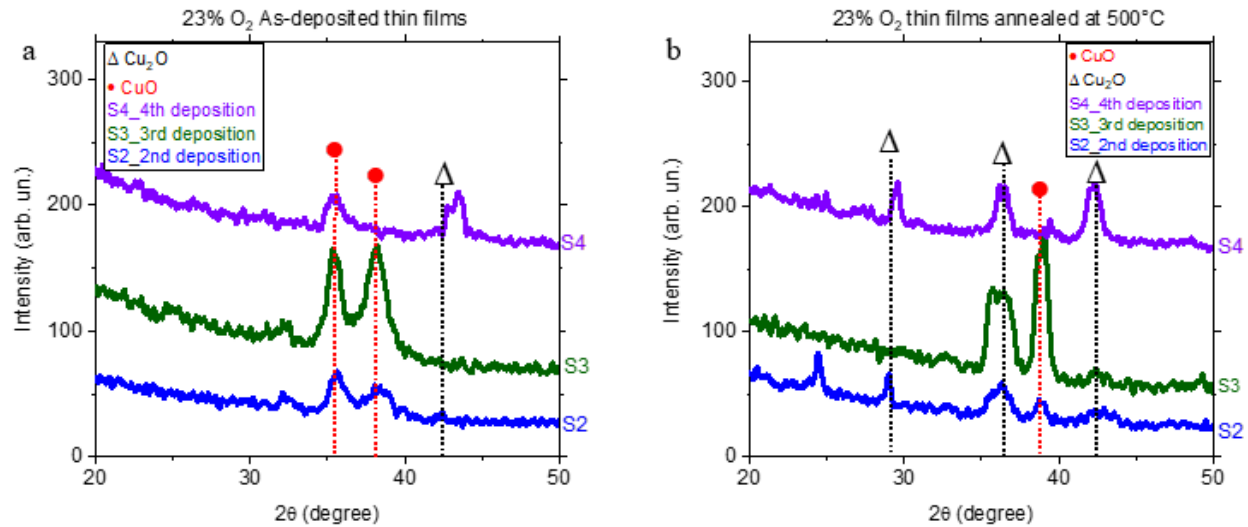 23% O₂ As-deposited thin films
a
Δ Cu₂O
• CuO
S4_4th deposition
S3_3rd deposition
S2_2nd deposition
300
200
100
0
Intensity (arb. un.)
S4
S3
S2
20 30 40 50
2θ (degree)
23% O₂ thin films annealed at 500°C
b
• CuO
Δ Cu₂O
S4_4th deposition
S3_3rd deposition
S2_2nd deposition
300
200
100
0
Intensity (arb. un.)
S4
S3
S2
20 30 40 50
2θ (degree)